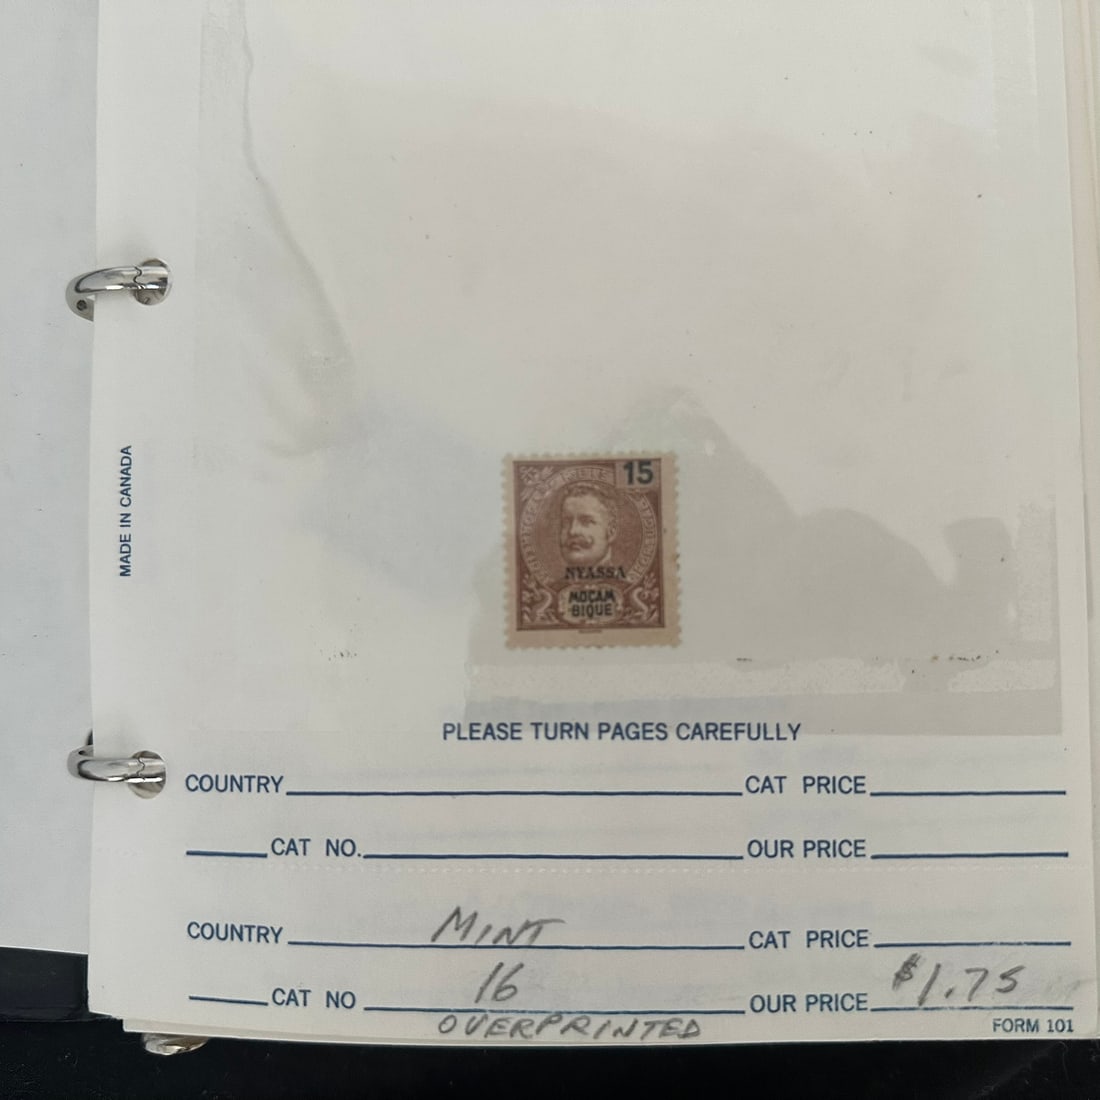 15
NYASSA
MOÇAM
BIQUE
MADE IN CANADA
PLEASE TURN PAGES CAREFULLY
COUNTRY CAT PRICE
CAT NO. OUR PRICE
COUNTRY MINT CAT PRICE
CAT NO 16 OUR PRICE $1.75
OVERPRINTED
FORM 101